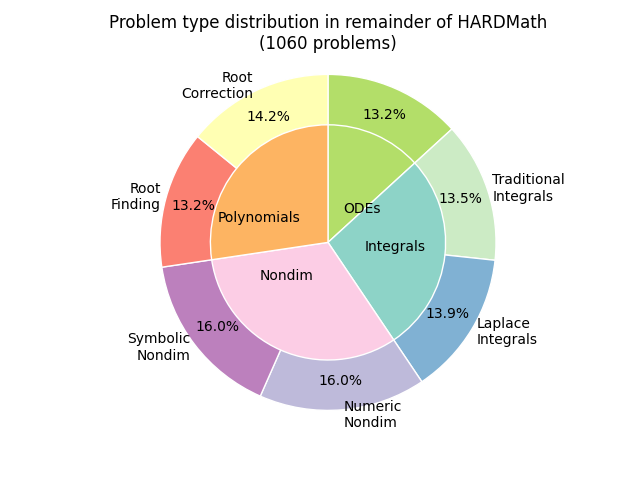 Problem type distribution in remainder of HARDMath
(1060 problems)
Root
Correction
14.2%
13.2%
Traditional
Integrals
13.5%
Root
Finding
13.2%
Polynomials
ODEs
Integrals
Nondim
Symbolic
Nondim
16.0%
13.9%
Laplace
Integrals
16.0%
Numeric
Nondim